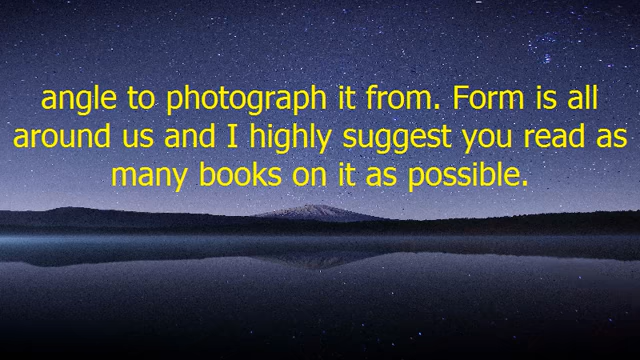 angle to photograph it from. Form is all
around us and I highly suggest you read as
many books on it as possible.